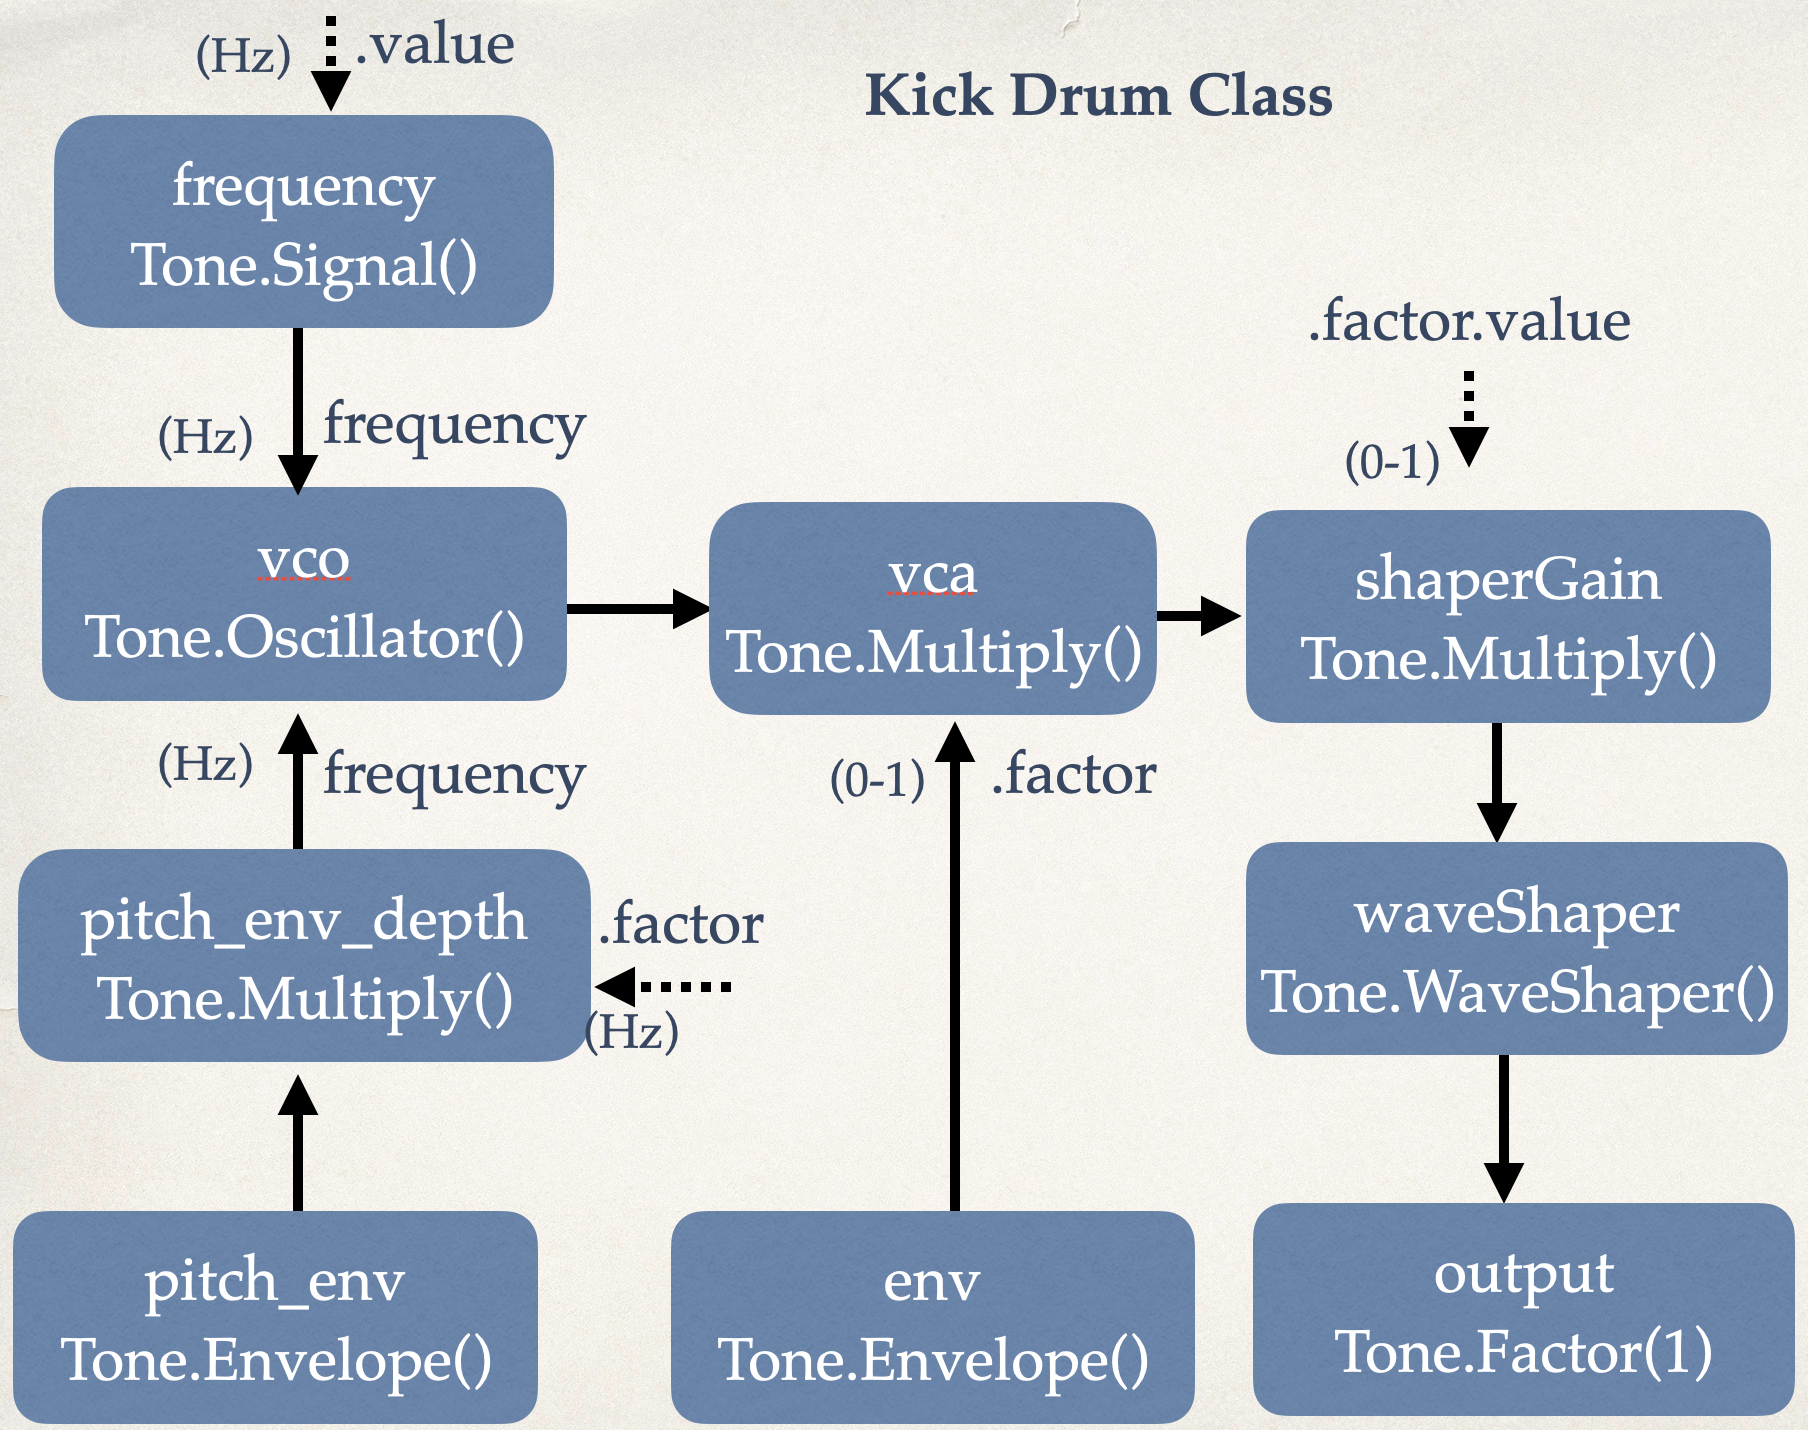 Kick Drum Class
(Hz)
.value
frequency
Tone.Signal()
(Hz)
frequency
vco
Tone.Oscillator()
(Hz)
frequency
pitch_env_depth
Tone.Multiply()
.factor
(Hz)
pitch_env
Tone.Envelope()
vca
Tone.Multiply()
(0-1)
.factor
env
Tone.Envelope()
.factor.value
(0-1)
shaperGain
Tone.Multiply()
waveShaper
Tone.WaveShaper()
output
Tone.Factor(1)